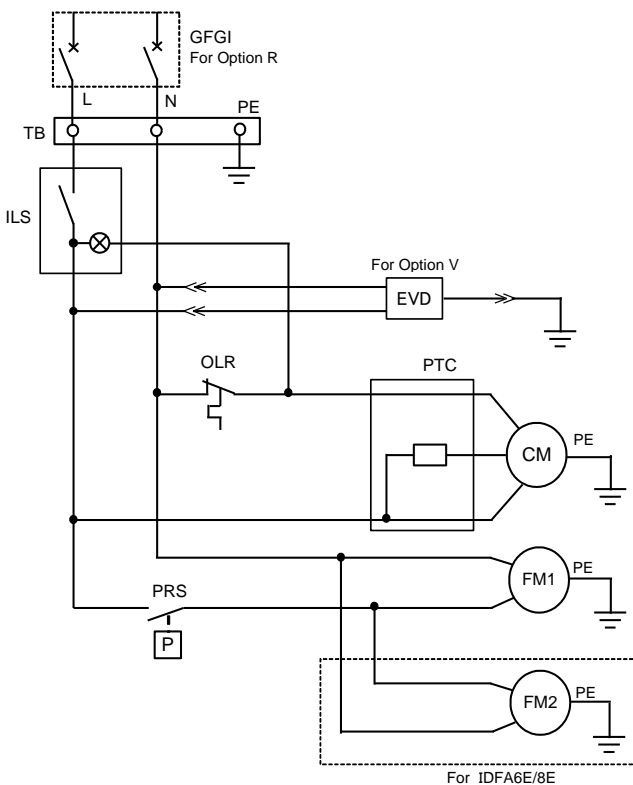 GFGI
For Option R
L
N
PE
TB
ILS
For Option V
EVD
OLR
PTC
CM
PE
FM1
PE
PRS
P
FM2
PE
For IDFA6E/8E